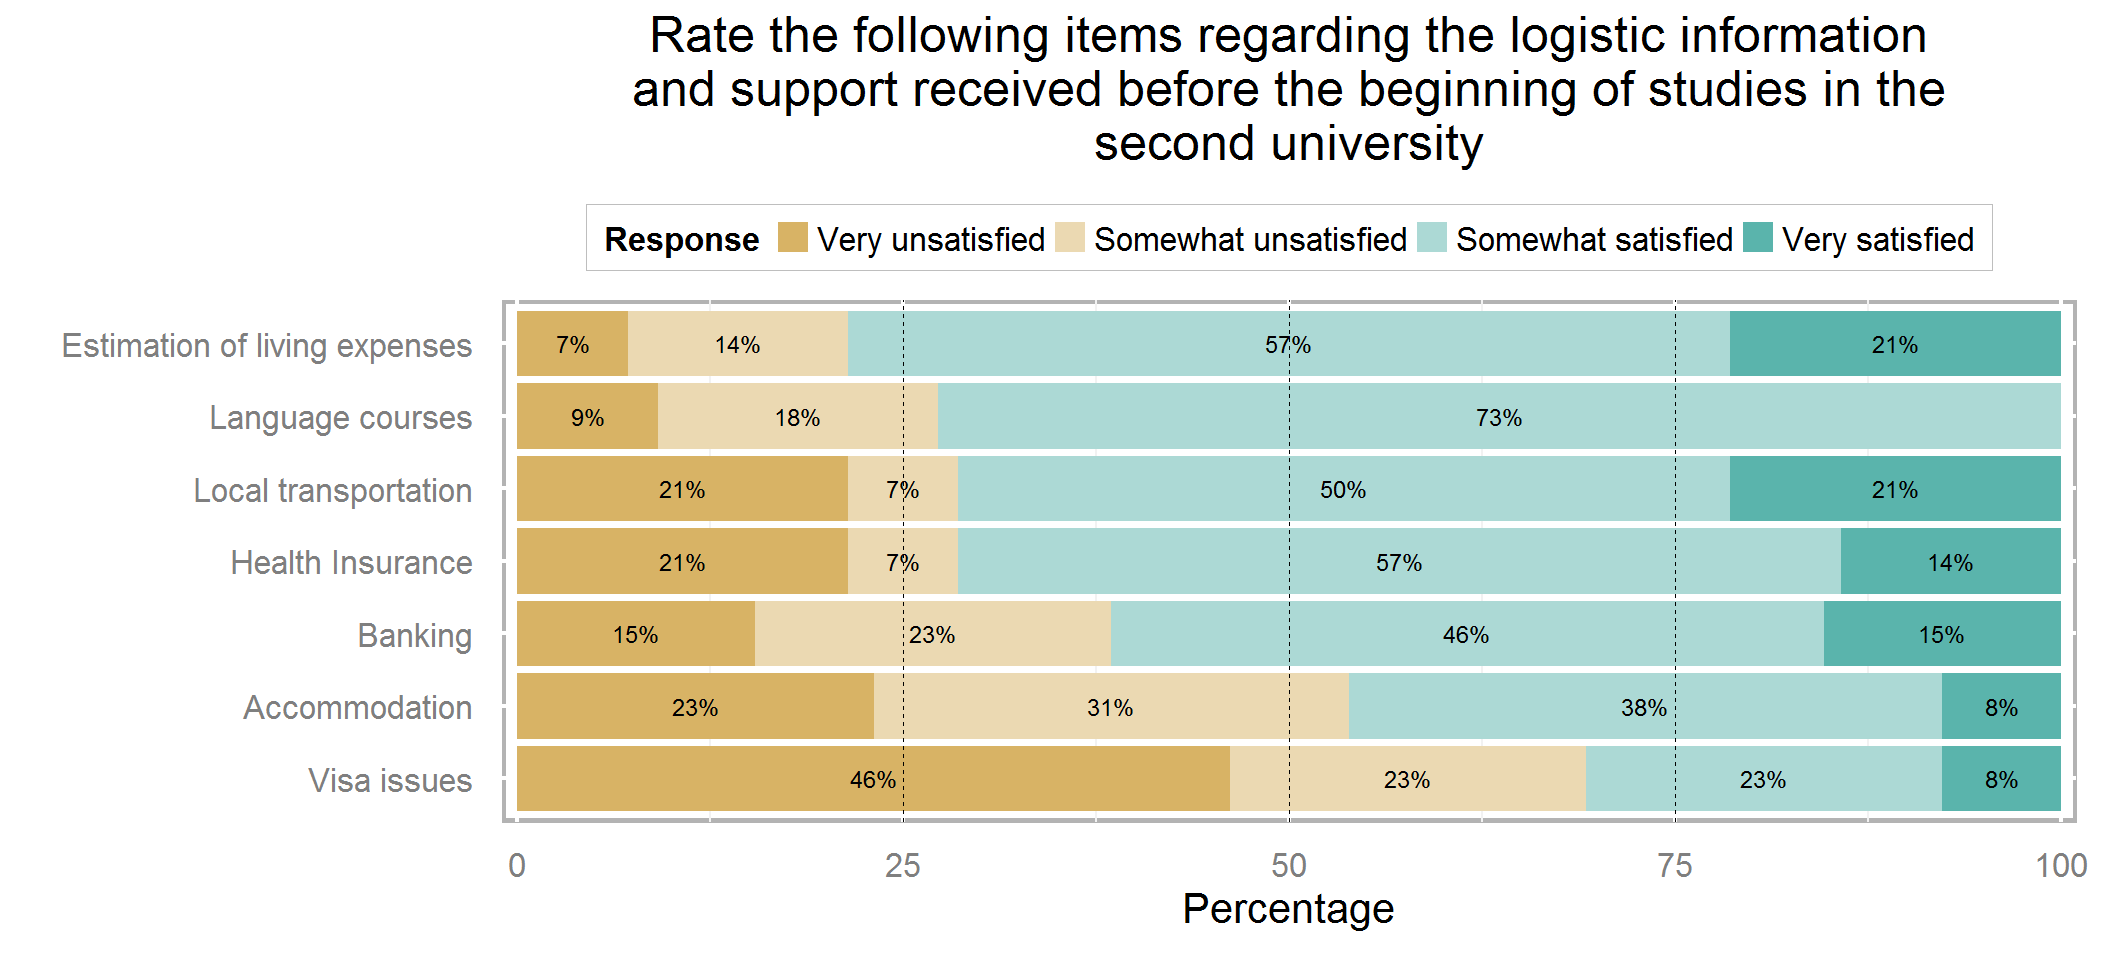 Rate the following items regarding the logistic information
and support received before the beginning of studies in the
second university
Response Very unsatisfied Somewhat unsatisfied Somewhat satisfied Very satisfied
Estimation of living expenses 7% 14% 57% 21%
Language courses 9% 18% 73%
Local transportation 21% 7% 50% 21%
Health Insurance 21% 7% 57% 14%
Banking 15% 23% 46% 15%
Accommodation 23% 31% 38% 8%
Visa issues 46% 23% 23% 8%
0 25 50 75 100
Percentage